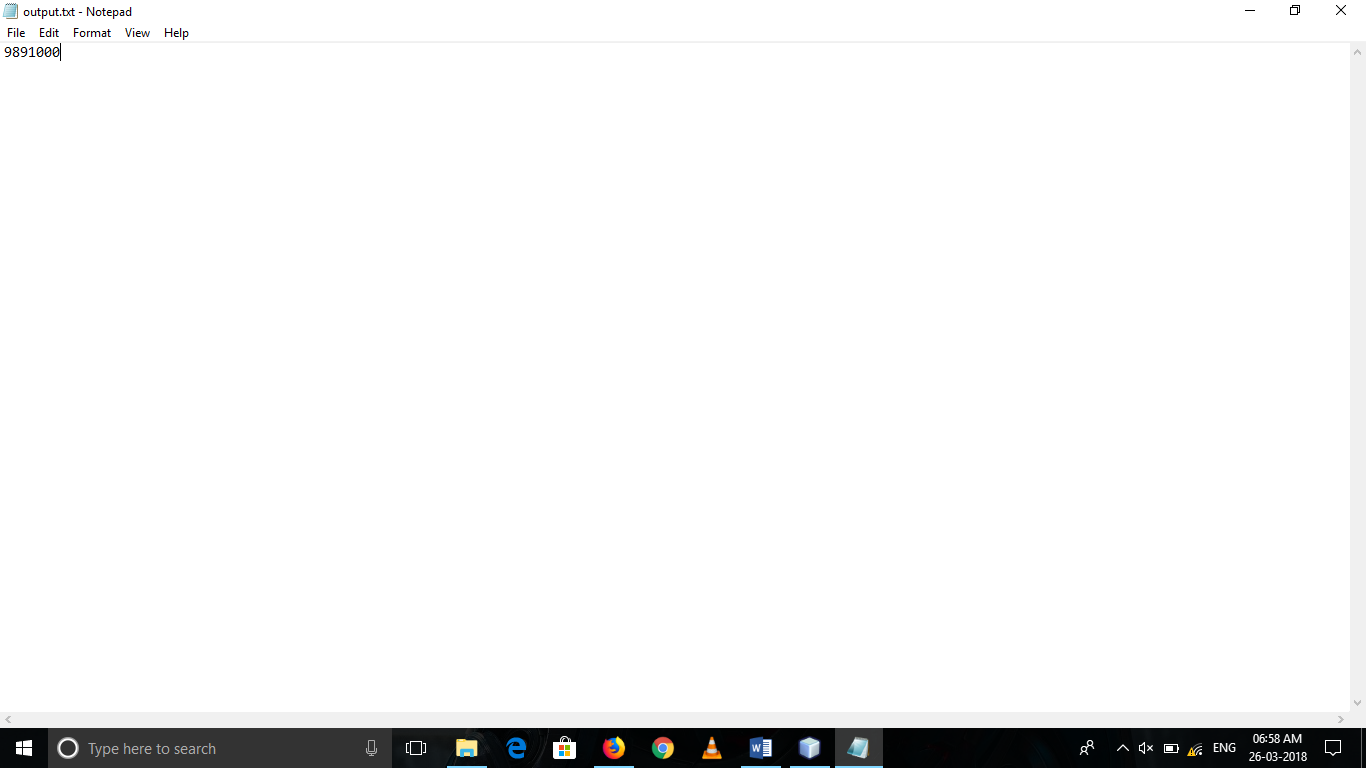 output.txt - Notepad
File Edit Format View Help
9891000
Type here to search
ENG
06:58 AM
26-03-2018